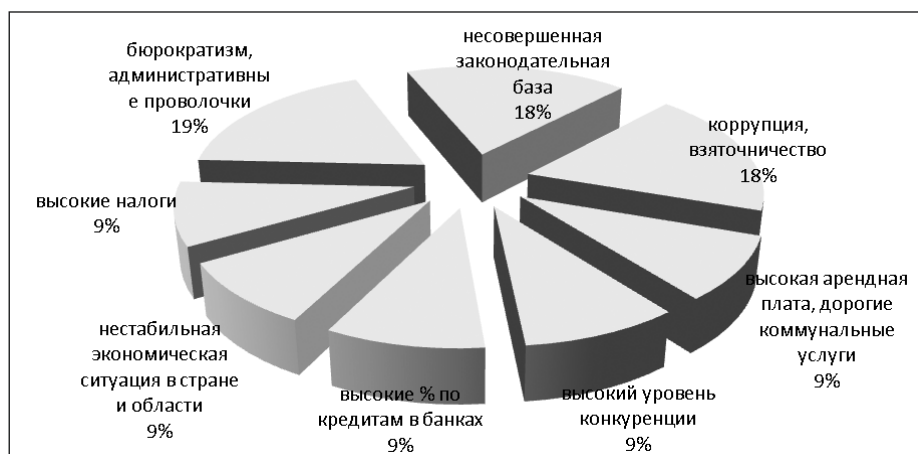 бюрократизм,
административны
е проволочки
19%
несовершенная
законодательная
база
18%
коррупция,
взяточничество
18%
высокие налоги
9%
высокая арендная
плата, дорогие
коммунальные
услуги
9%
нестабильная
экономическая
ситуация в стране
и области
9%
высокие % по
кредитам в банках
9%
высокий уровень
конкуренции
9%